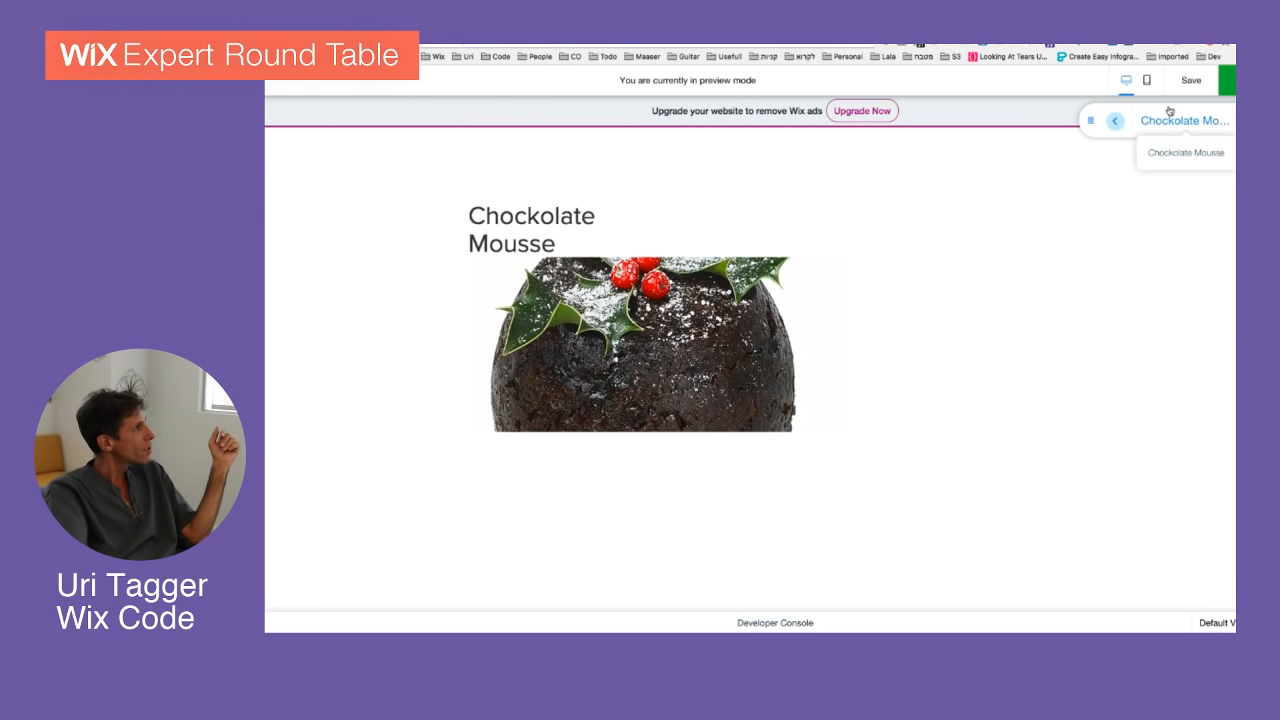 WiX Expert Round Table
Wix Uri Code People CO Todo Maaser Guitar Usefull קניות לקרוא Personal Lala מטבח S3 Looking At Tears U... Create Easy Infogra... Imported Dev
You are currently in preview mode
Save
Upgrade your website to remove Wix ads Upgrade Now
Chockolate Mo...
Chockolate Mousse
Chockolate
Mousse
Uri Tagger
Wix Code
Developer Console
Default V